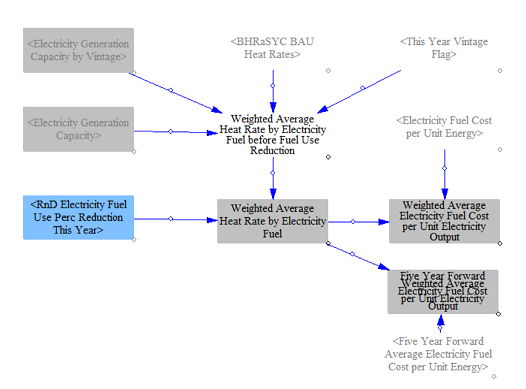 <Electricity Generation
Capacity by Vintage>
<BHRaSYC BAU
Heat Rates>
<This Year Vintage
Flag>
<Electricity Generation
Capacity>
Weighted Average
Heat Rate by Electricity
Fuel before Fuel Use
Reduction
<Electricity Fuel Cost
per Unit Energy>
<RnD Electricity Fuel
Use Perc Reduction
This Year>
Weighted Average
Heat Rate by Electricity
Fuel
Weighted Average
Electricity Fuel Cost
per Unit Electricity
Output
Five Year Forward
Weighted Average
Electricity Fuel Cost
per Unit Electricity
Output
<Five Year Forward
Average Electricity Fuel
Cost per Unit Energy>